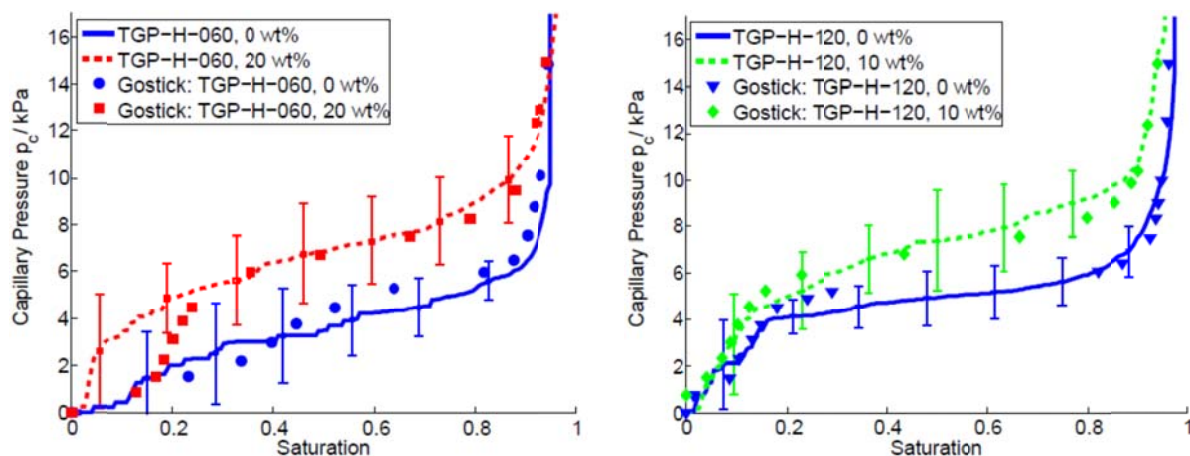 16
14
12
10
8
6
4
2
0
Capillary Pressure p_c/ kPa
TGP-H-060, 0 wt%
TGP-H-060, 20 wt%
Gostick: TGP-H-060, 0 wt%
Gostick: TGP-H-060, 20 wt%
0 0.2 0.4 0.6 0.8 1
Saturation
16
14
12
10
8
6
4
2
0
Capillary Pressure p_c/ kPa
TGP-H-120, 0 wt%
TGP-H-120, 10 wt%
Gostick: TGP-H-120, 0 wt%
Gostick: TGP-H-120, 10 wt%
0 0.2 0.4 0.6 0.8 1
Saturation